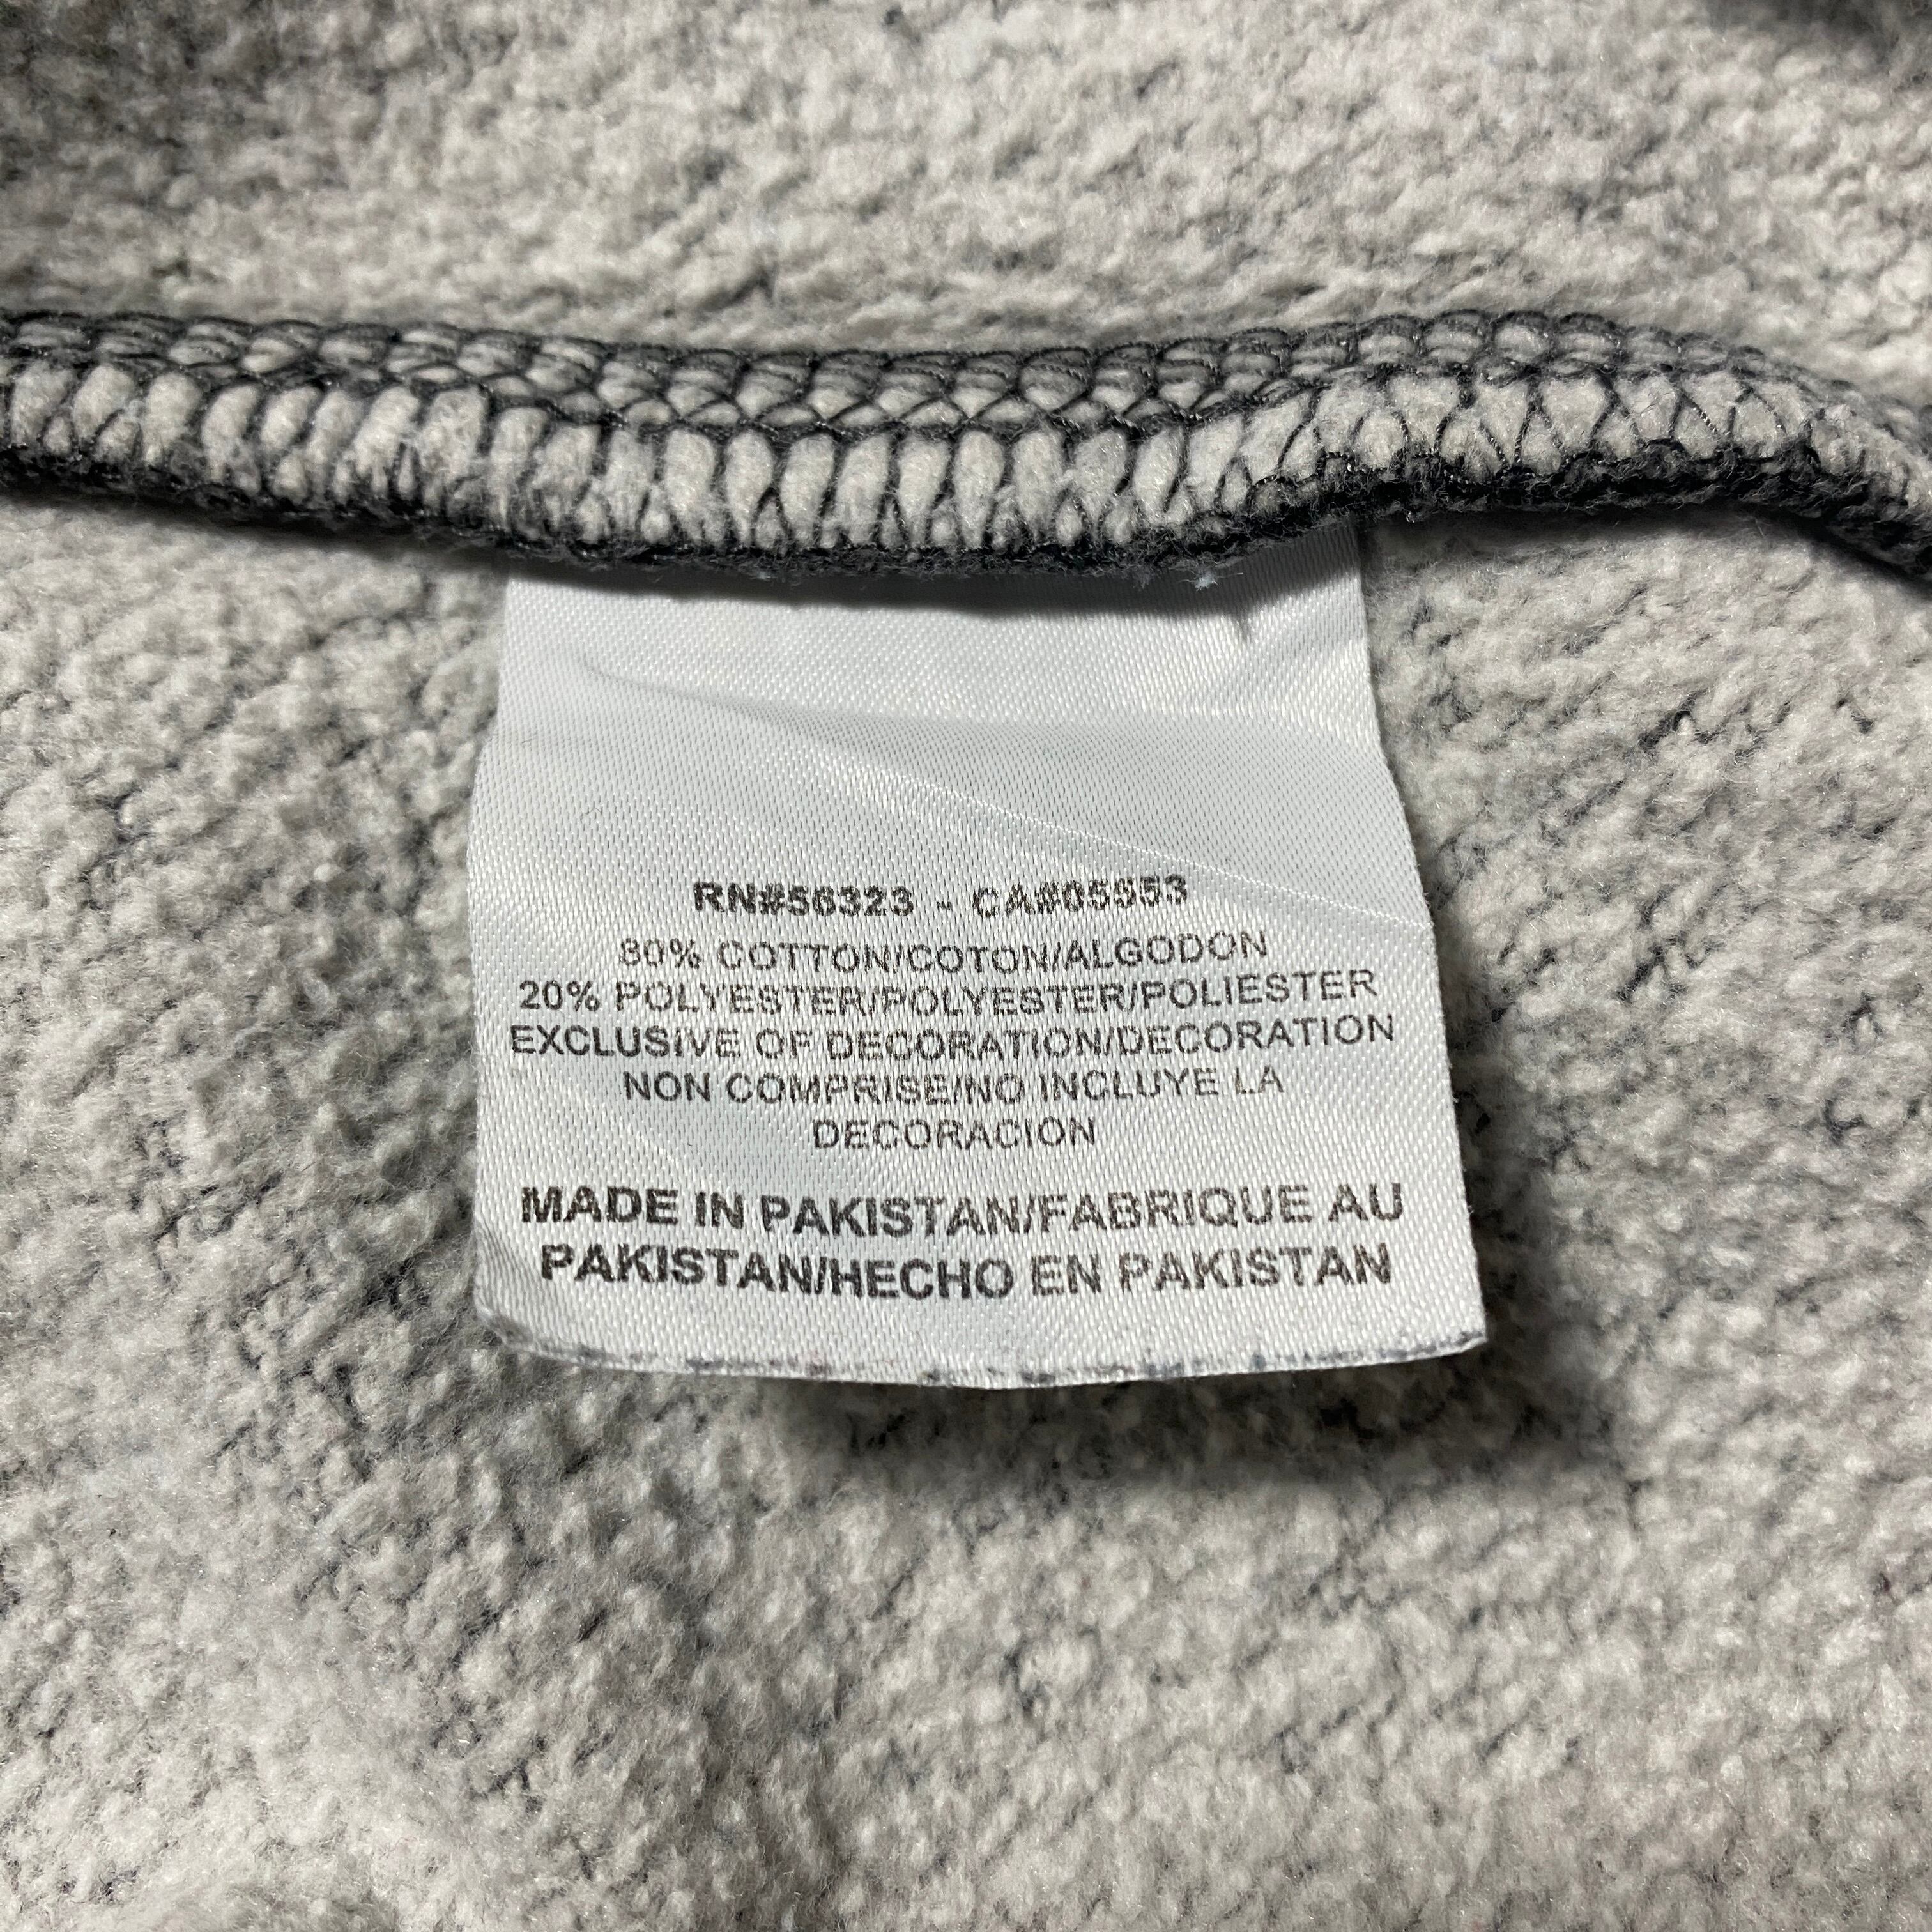 RN#56323 - CA#05553
80% COTTON/COTON/ALGODON
20% POLYESTER/POLYESTER/POLIESTER
EXCLUSIVE OF DECORATION/DECORATION
NON COMPRISE/NO INCLUYE LA
DECORACION
MADE IN PAKISTAN/FABRIQUE AU
PAKISTAN/HECHO EN PAKISTAN